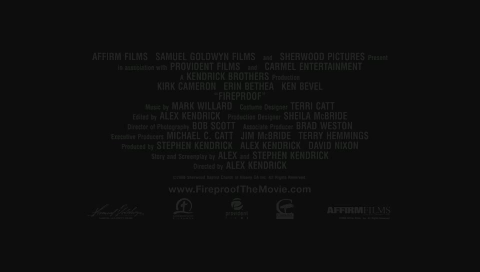 AFFIRM FILMS SAMUEL GOLDWYN FILMS and SHERWOOD PICTURES Present
in association with PROVIDENT FILMS and CARMEL ENTERTAINMENT
A KENDRICK BROTHERS Production
KIRK CAMERON ERIN BETHEA KEN BEVEL
"FIREPROOF"
Music by MARK WILLARD Costume Designer TERRI CATT
Edited by ALEX KENDRICK Production Designer SHEILA McBRIDE
Director of Photography BOB SCOTT Associate Producer BRAD WESTON
Executive Producers MICHAEL C. CATT JIM McBRIDE TERRY HEMMINGS
Produced by STEPHEN KENDRICK ALEX KENDRICK DAVID NIXON
Story and Screenplay by ALEX and STEPHEN KENDRICK
Directed by ALEX KENDRICK
www.FireproofTheMovie.com
AFFIRM FILMS